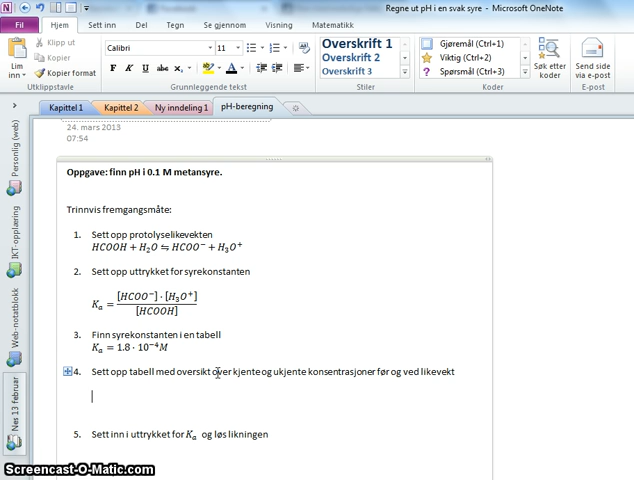 Regne ut pH i en svak syre - Microsoft OneNote
Fil Hjem Sett inn Del Tegn Se gjennom Visning Matematikk
Lim inn
Klipp ut
Kopier
Kopier format
Utklippstavle
Calibri 11
F K U abc x₂ A
Grunnleggende tekst
Overskrift 1
Overskrift 2
Overskrift 3
Stiler
Gjøremål (Ctrl+1)
Viktig (Ctrl+2)
Spørsmål (Ctrl+3)
Koder
Søk etter koder
Send side via e-post
E-post
Kapittel 1 Kapittel 2 Ny inndeling 1 pH-beregning
Personlig (web)
IKT-opplæring
Web-notatblokk
Nes 13 februar
24. mars 2013
07:54
Oppgave: finn pH i 0.1 M metansyre.
Trinnvis fremgangsmåte:
1. Sett opp protolyselikevekten
HCOOH + H₂O ⇋ HCOO⁻ + H₃O⁺
2. Sett opp uttrykket for syrekonstanten
Kₐ = [HCOO⁻] · [H₃O⁺] / [HCOOH]
3. Finn syrekonstanten i en tabell
Kₐ = 1.8 · 10⁻⁴M
4. Sett opp tabell med oversikt over kjente og ukjente konsentrasjoner før og ved likevekt
5. Sett inn i uttrykket for Kₐ og løs likningen
Screencast-O-Matic.com